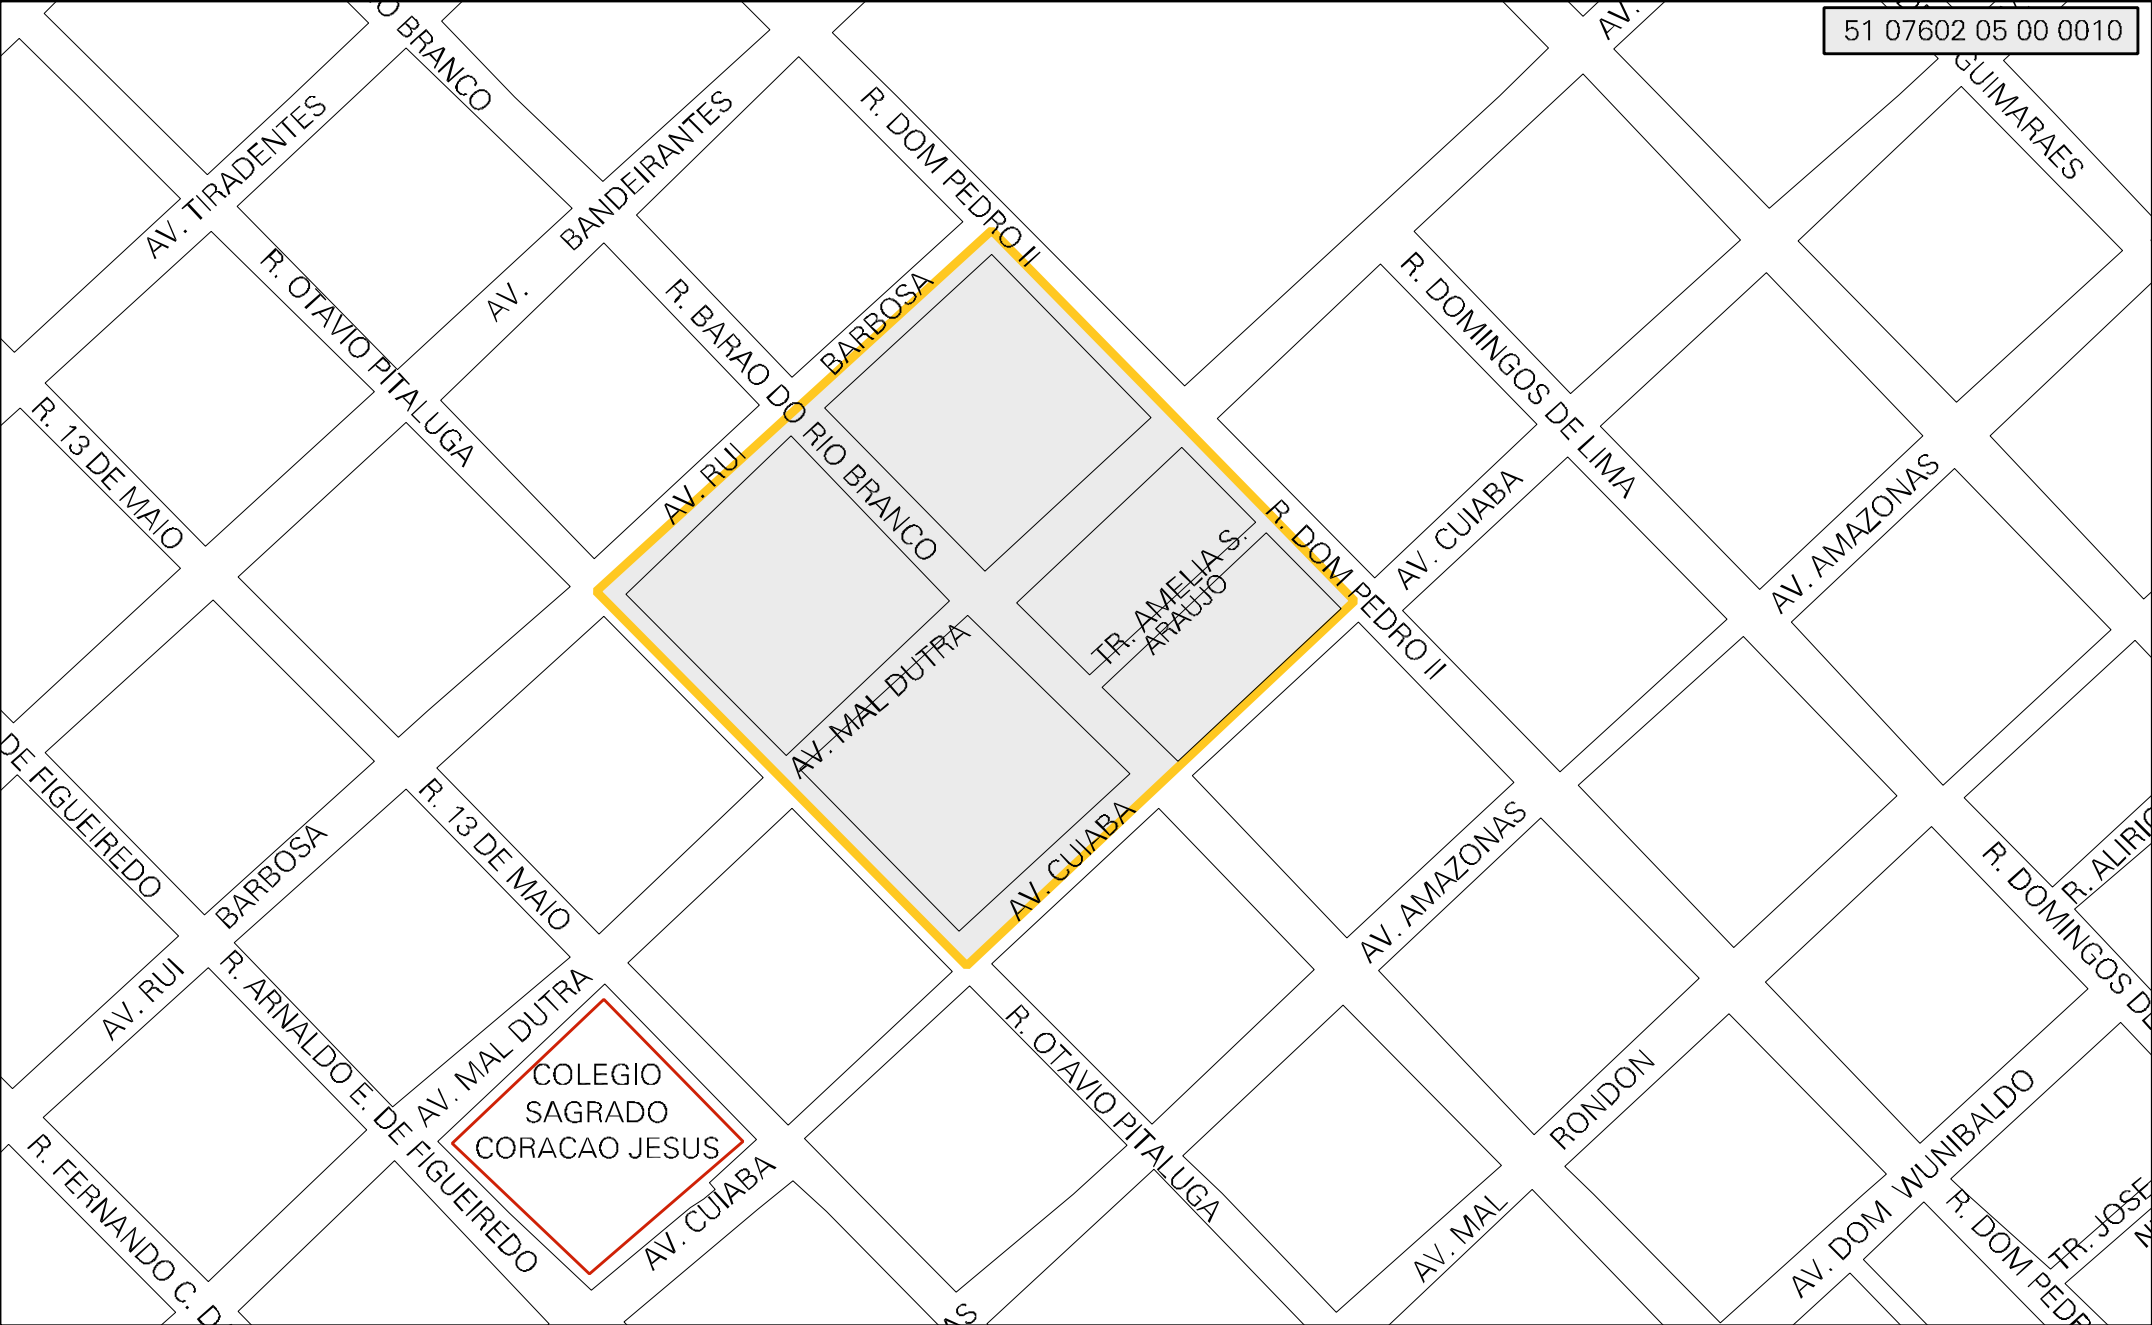 O BRANCO
AV.
51 07602 05 00 0010
GUIMARAES
AV. TIRADENTES
AV. BANDEIRANTES
R. DOM PEDRO II
R. OTAVIO PITALUGA
R. BARAO DO RIO BRANCO
AV. RUI BARBOSA
R. DOMINGOS DE LIMA
R. 13 DE MAIO
AV. CUIABA
AV. AMAZONAS
R. DOM PEDRO II
TR. AMELIA S.
ARAUJO
AV. MAL DUTRA
DE FIGUEIREDO
AV. RUI BARBOSA
R. 13 DE MAIO
AV. CUIABA
AV. AMAZONAS
R. ALIRIO
R. DOMINGOS DE
R. ARNALDO E. DE FIGUEIREDO
AV. MAL DUTRA
COLEGIO
SAGRADO
CORACAO JESUS
AV. CUIABA
R. OTAVIO PITALUGA
AV. MAL RONDON
AV. DOM WUNIBALDO
R. DOM PEDR
TR. JOSE
R. FERNANDO C. D
AS